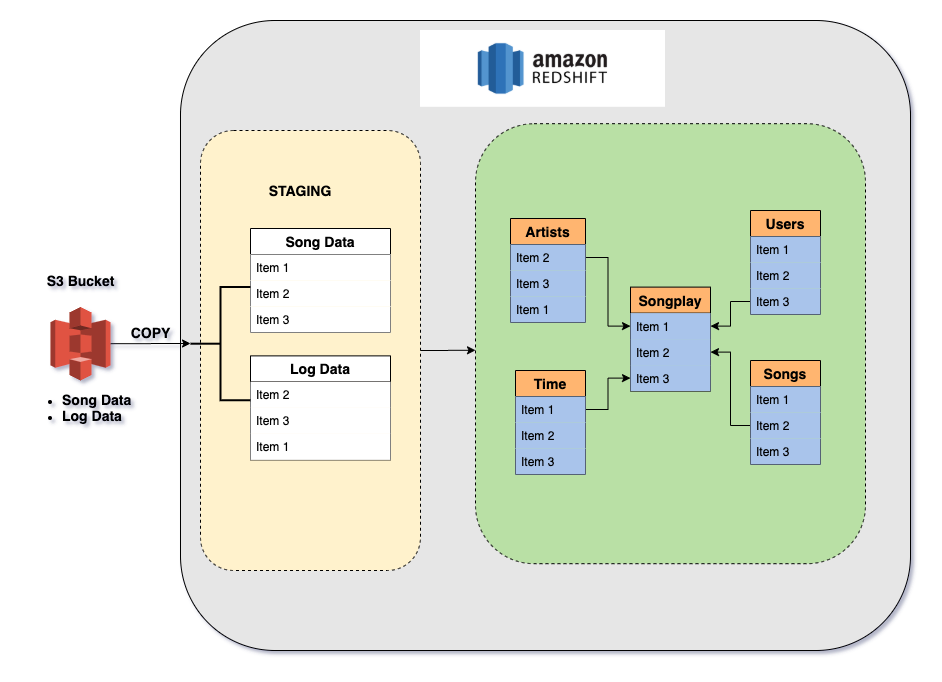 amazon
REDSHIFT
STAGING
Song Data
Item 1
Item 2
Item 3
Log Data
Item 2
Item 3
Item 1
S3 Bucket
COPY
• Song Data
• Log Data
Artists
Item 2
Item 3
Item 1
Time
Item 1
Item 2
Item 3
Songplay
Item 1
Item 2
Item 3
Users
Item 1
Item 2
Item 3
Songs
Item 1
Item 2
Item 3